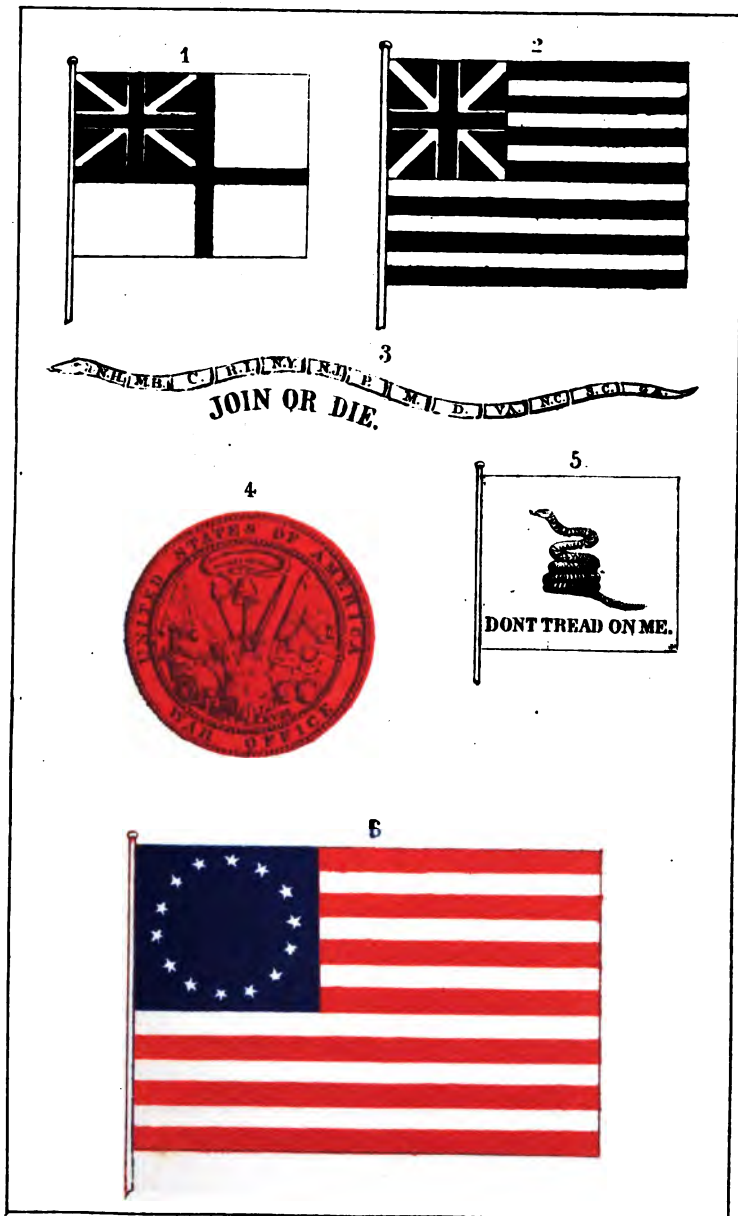 1
2
3
N.H. M.B. C. R.I. N.Y. N.J. P. M. D. VA. N.C. S.C. GA.
JOIN OR DIE.
4
UNITED STATES OF AMERICA
WAR OFFICE
5
DONT TREAD ON ME.
6